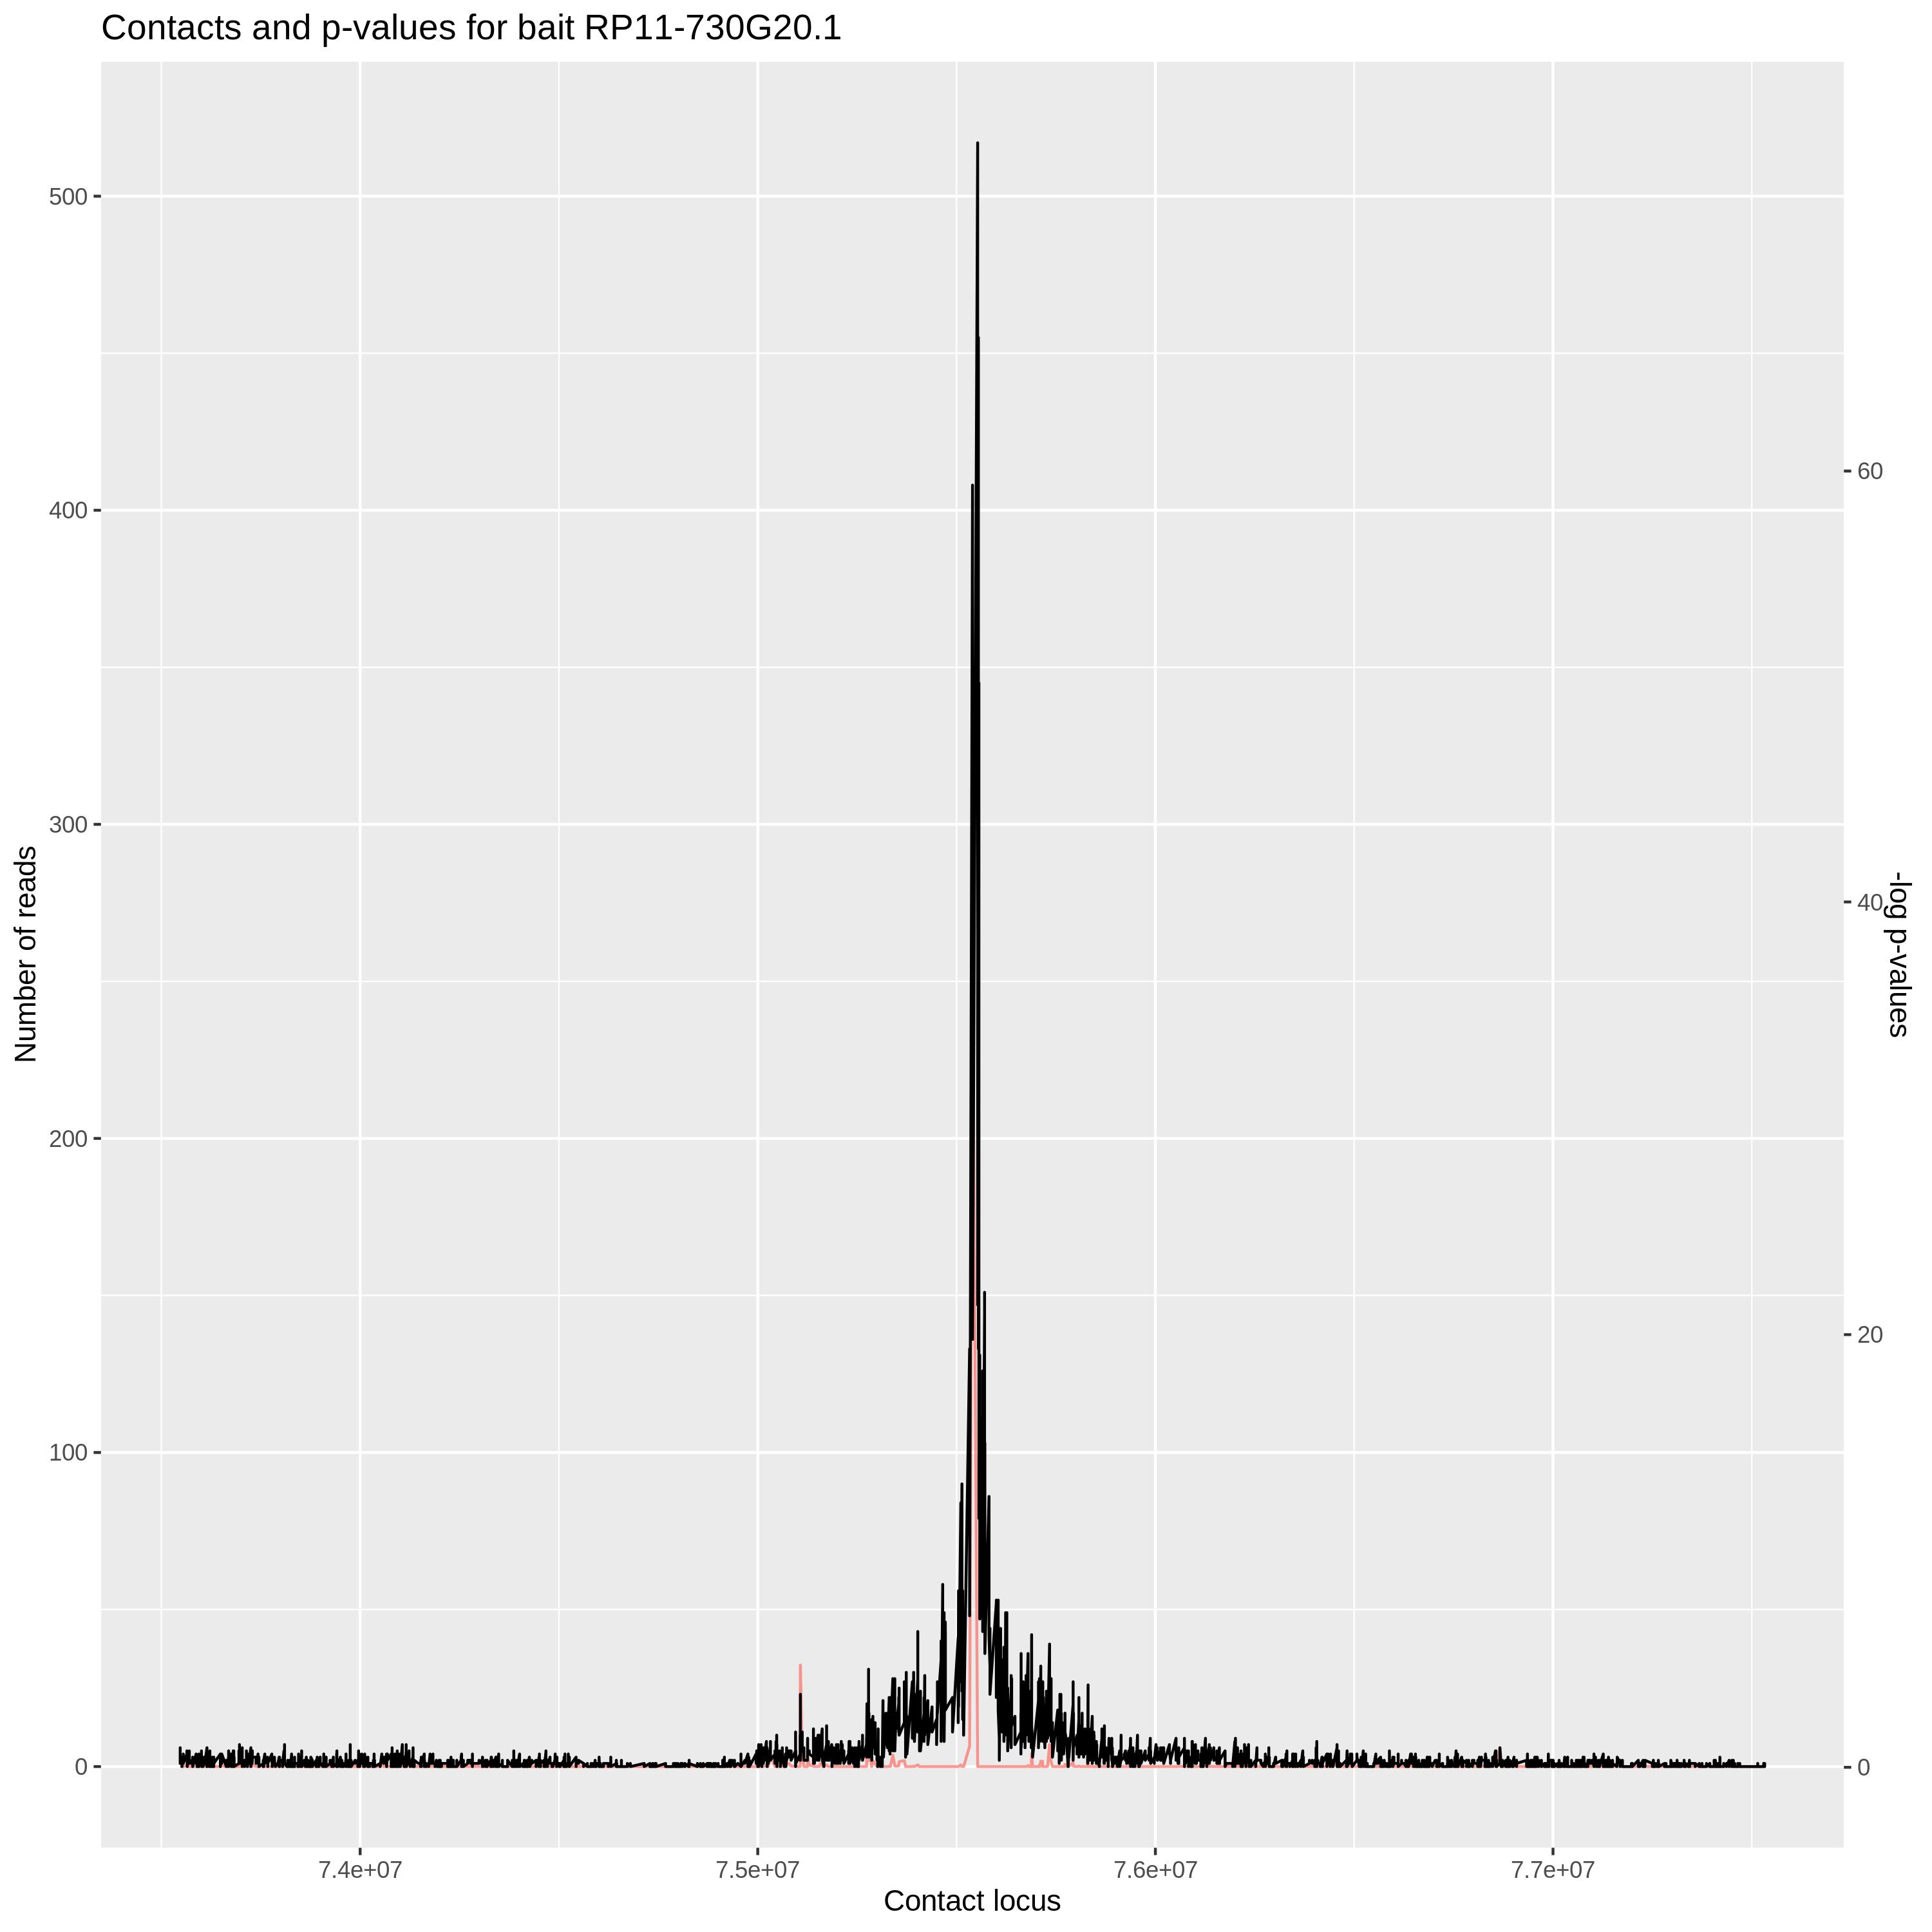 Contacts and p-values for bait RP11-730G20.1
Number of reads
500
400
300
200
100
0
60
40
20
0
-log p-values
7.4e+07 7.5e+07 7.6e+07 7.7e+07
Contact locus